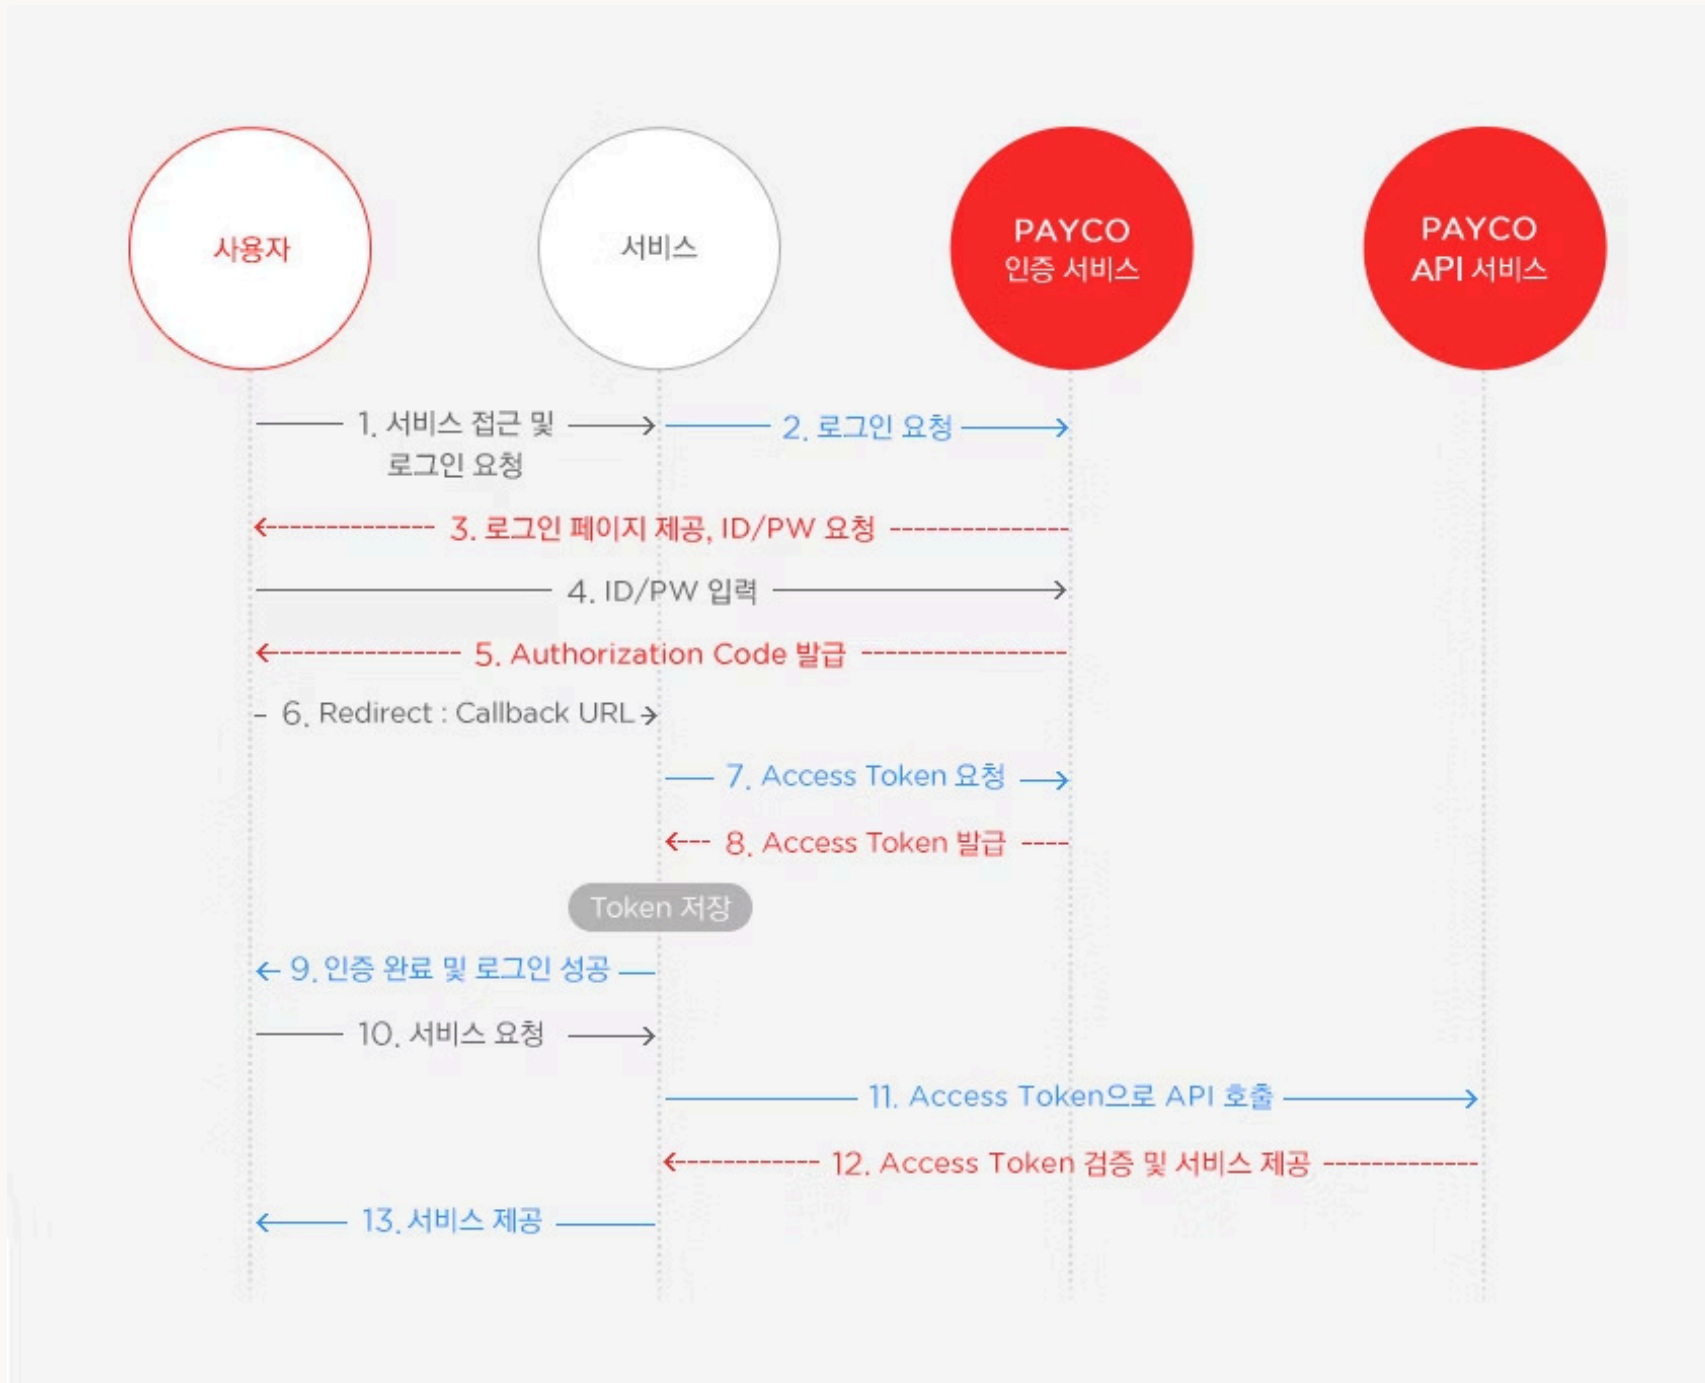 사용자
서비스
PAYCO
인증 서비스
PAYCO
API 서비스
1. 서비스 접근 및
로그인 요청
2. 로그인 요청
3. 로그인 페이지 제공, ID/PW 요청
4. ID/PW 입력
5. Authorization Code 발급
6. Redirect : Callback URL
7. Access Token 요청
8. Access Token 발급
Token 저장
9. 인증 완료 및 로그인 성공
10. 서비스 요청
11. Access Token으로 API 호출
12. Access Token 검증 및 서비스 제공
13. 서비스 제공